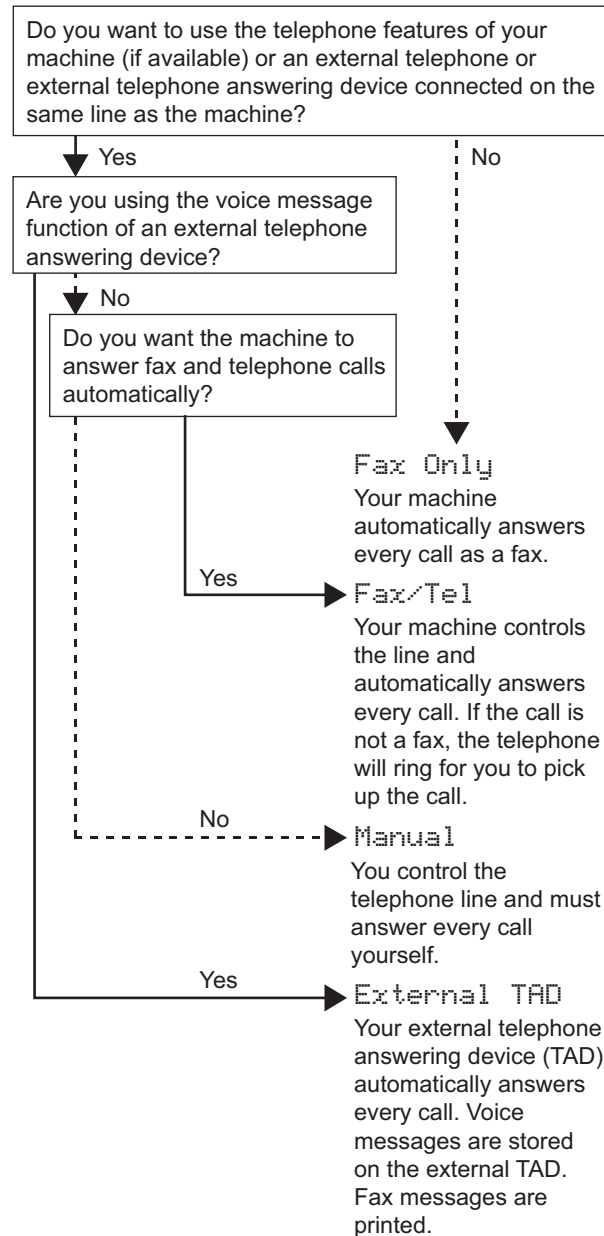 Do you want to use the telephone features of your
machine (if available) or an external telephone or
external telephone answering device connected on the
same line as the machine?
Yes
No
Are you using the voice message
function of an external telephone
answering device?
No
Do you want the machine to
answer fax and telephone calls
automatically?
Fax Only
Your machine
automatically answers
every call as a fax.
Yes
Fax/Tel
Your machine controls
the line and
automatically answers
every call. If the call is
not a fax, the telephone
will ring for you to pick
up the call.
No
Manual
You control the
telephone line and must
answer every call
yourself.
Yes
External TAD
Your external telephone
answering device (TAD)
automatically answers
every call. Voice
messages are stored
on the external TAD.
Fax messages are
printed.